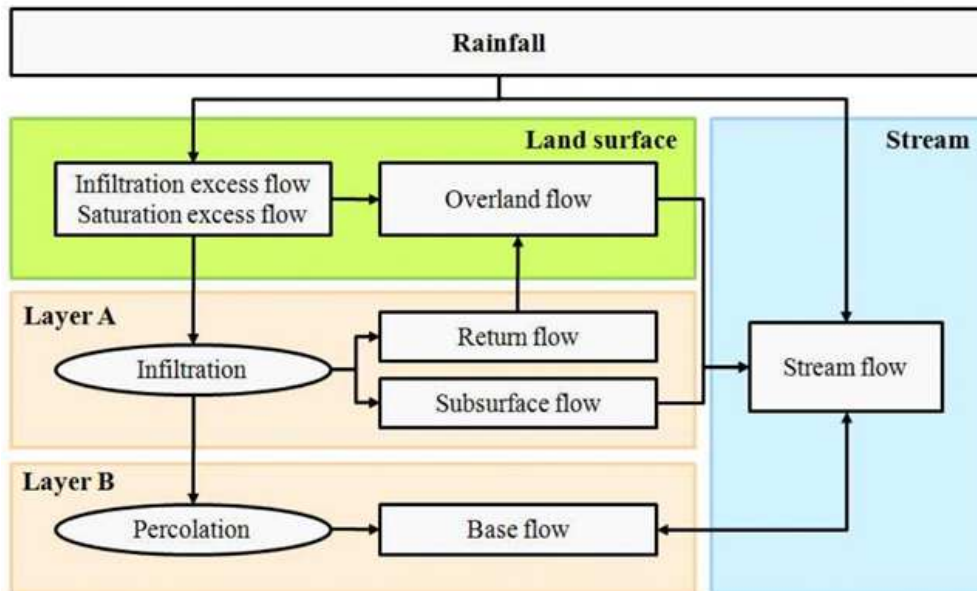 Rainfall
Land surface
Stream
Infiltration excess flow
Saturation excess flow
Overland flow
Layer A
Return flow
Infiltration
Stream flow
Subsurface flow
Layer B
Percolation
Base flow